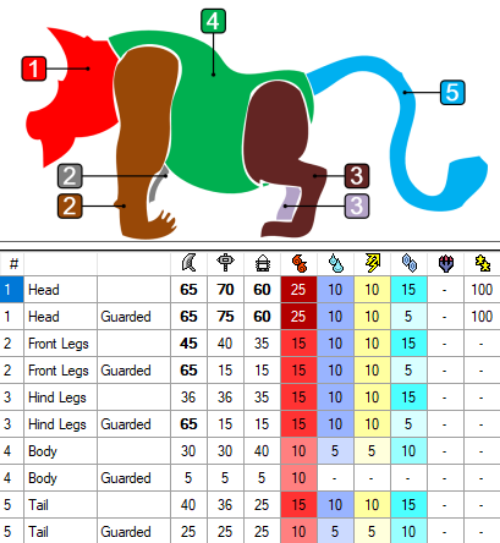 4
1
5
2
3
2
3
#
1 Head 65 70 60 25 10 10 15 - 100
1 Head Guarded 65 75 60 25 10 10 5 - 100
2 Front Legs 45 40 35 15 10 10 15 - -
2 Front Legs Guarded 65 15 15 15 10 10 5 - -
3 Hind Legs 36 36 35 15 10 10 15 - -
3 Hind Legs Guarded 65 15 15 15 10 10 5 - -
4 Body 30 30 40 10 5 5 10 - -
4 Body Guarded 5 5 5 10 - - - - -
5 Tail 40 36 25 15 10 10 15 - -
5 Tail Guarded 25 25 25 10 5 5 10 - -